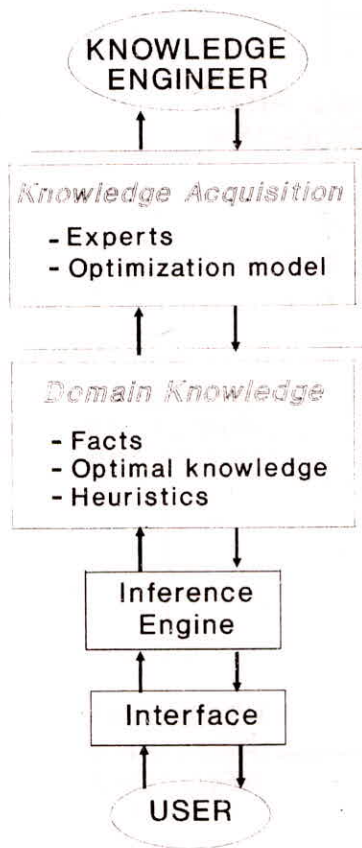 KNOWLEDGE
ENGINEER
Knowledge Acquisition
- Experts
- Optimization model
Domain Knowledge
- Facts
- Optimal knowledge
- Heuristics
Inference
Engine
Interface
USER